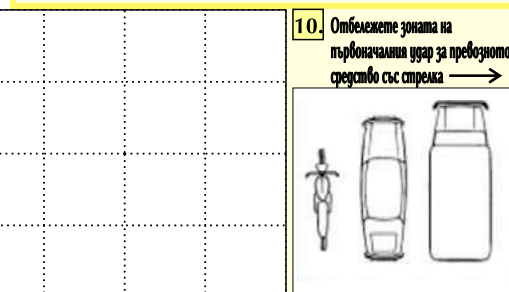 10. Отбележете зоната на
първоначалния удар за превозното
средство със стрелка